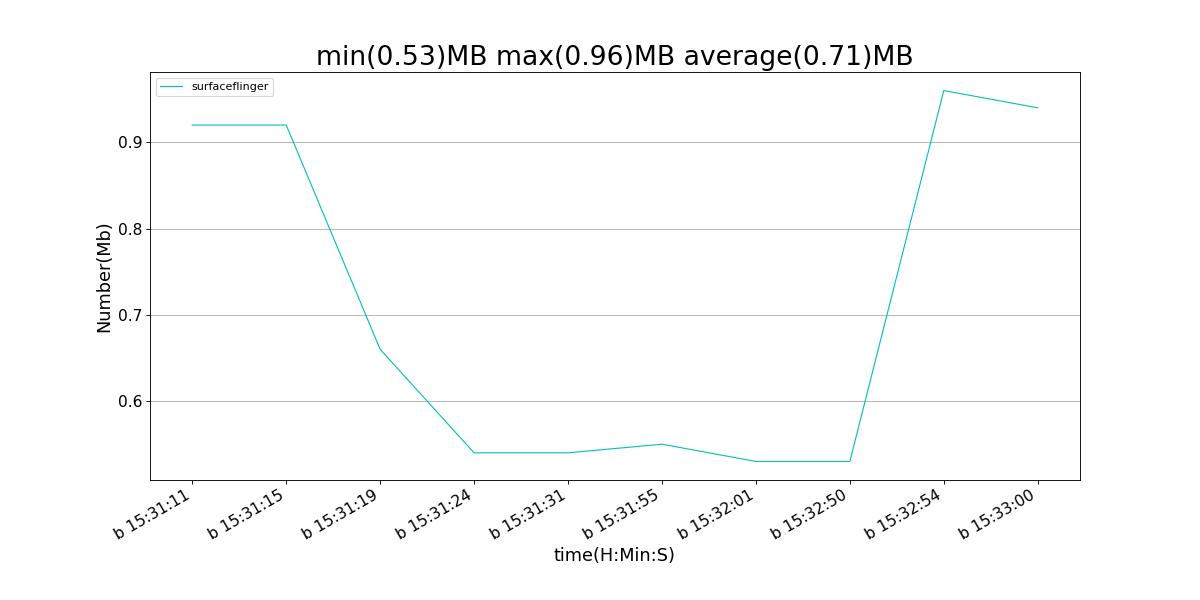 min(0.53)MB max(0.96)MB average(0.71)MB
surfaceflinger
Number(Mb)
0.9
0.8
0.7
0.6
b 15:31:11
b 15:31:15
b 15:31:19
b 15:31:24
b 15:31:31
b 15:31:55
b 15:32:01
b 15:32:50
b 15:32:54
b 15:33:00
time(H:Min:S)